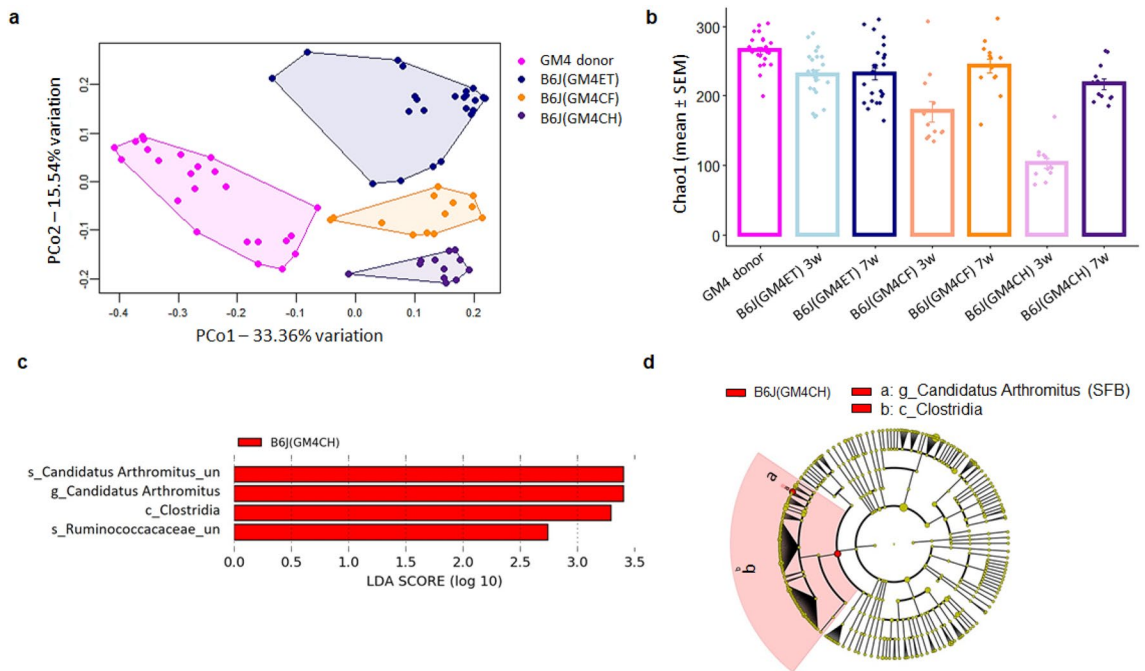 a
PCo2 – 15.54% variation
0.2
0.1
0.0
-0.1
-0.2
-0.4
-0.3
-0.2
-0.1
0.0
0.1
0.2
PCo1 – 33.36% variation
GM4 donor
B6J(GM4ET)
B6J(GM4CF)
B6J(GM4CH)
b
Chao1 (mean ± SEM)
300
200
100
0
GM4 donor
B6J(GM4ET) 3w
B6J(GM4ET) 7w
B6J(GM4CF) 3w
B6J(GM4CF) 7w
B6J(GM4CH) 3w
B6J(GM4CH) 7w
c
B6J(GM4CH)
s_Candidatus Arthromitus_un
g_Candidatus Arthromitus
c_Clostridia
s_Ruminococcacaceae_un
0.0
0.5
1.0
1.5
2.0
2.5
3.0
3.5
LDA SCORE (log 10)
d
B6J(GM4CH)
a: g_Candidatus Arthromitus (SFB)
b: c_Clostridia
a
b